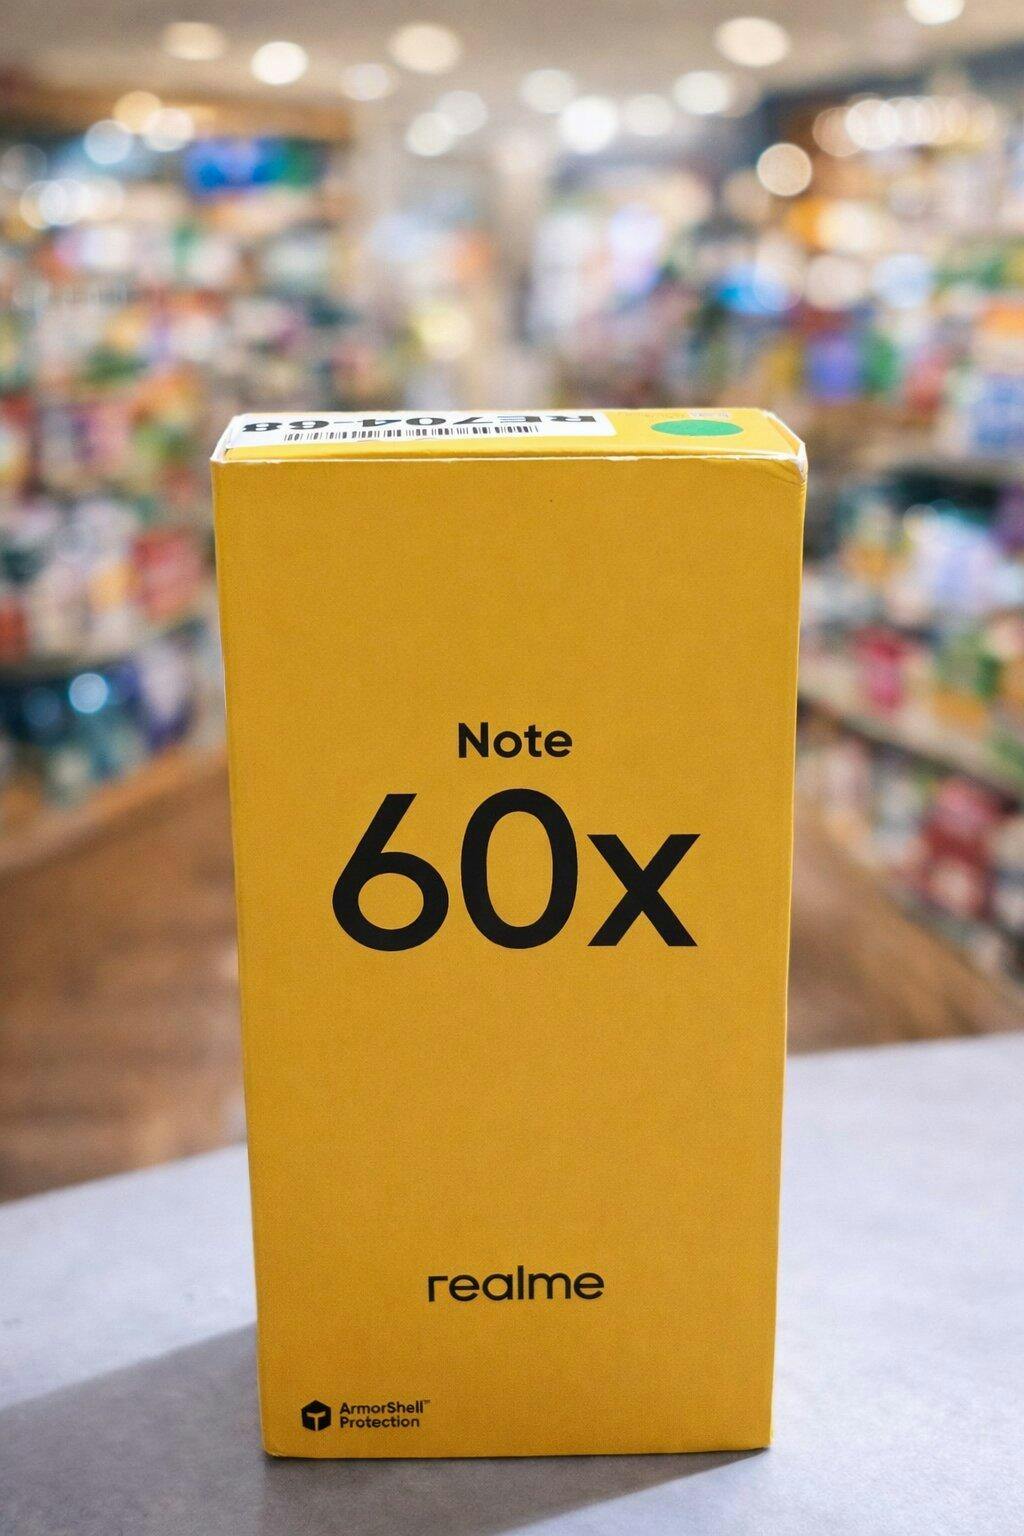 RE704-68
Note
60x
realme
ArmorShell™
Protection